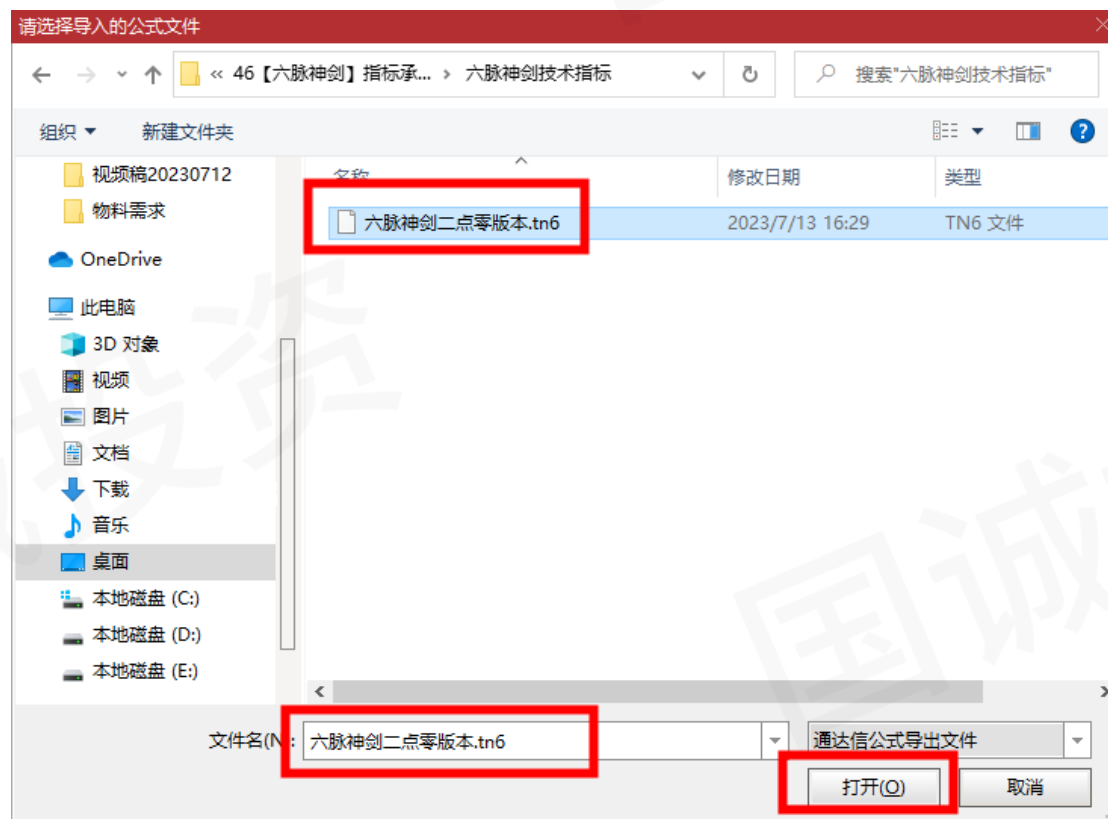 请选择导入的公式文件
« 46【六脉神剑】指标承... › 六脉神剑技术指标
搜索"六脉神剑技术指标"
组织
新建文件夹
视频稿20230712
物料需求
OneDrive
此电脑
3D 对象
视频
图片
文档
下载
音乐
桌面
本地磁盘 (C:)
本地磁盘 (D:)
本地磁盘 (E:)
名称 修改日期 类型
六脉神剑二点零版本.tn6 2023/7/13 16:29 TN6 文件
文件名(N): 六脉神剑二点零版本.tn6 通达信公式导出文件
打开(O) 取消
国诚
投资